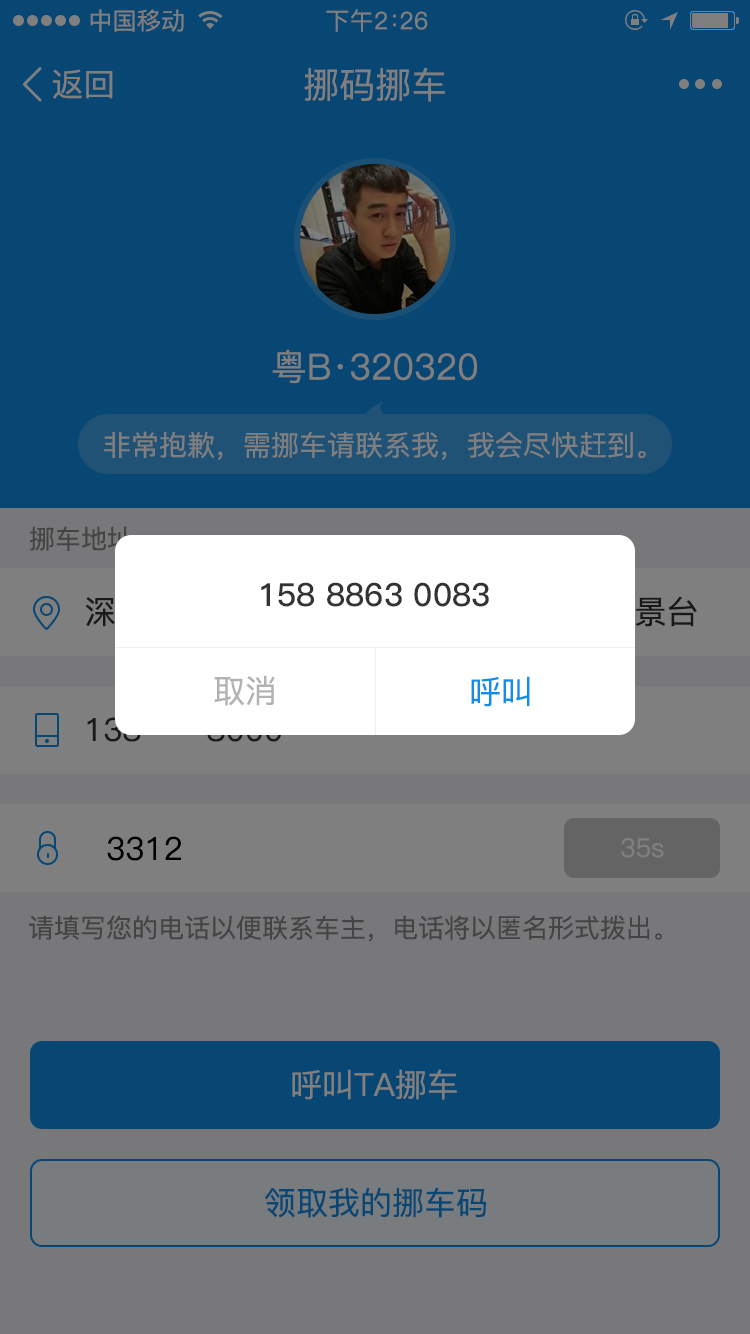 中国移动 下午2:26
返回 挪码挪车
粤B·320320
非常抱歉，需挪车请联系我，我会尽快赶到。
挪车地址
深 景台
158 8863 0083
取消 呼叫
138 8000
3312 35s
请填写您的电话以便联系车主，电话将以匿名形式拨出。
呼叫TA挪车
领取我的挪车码